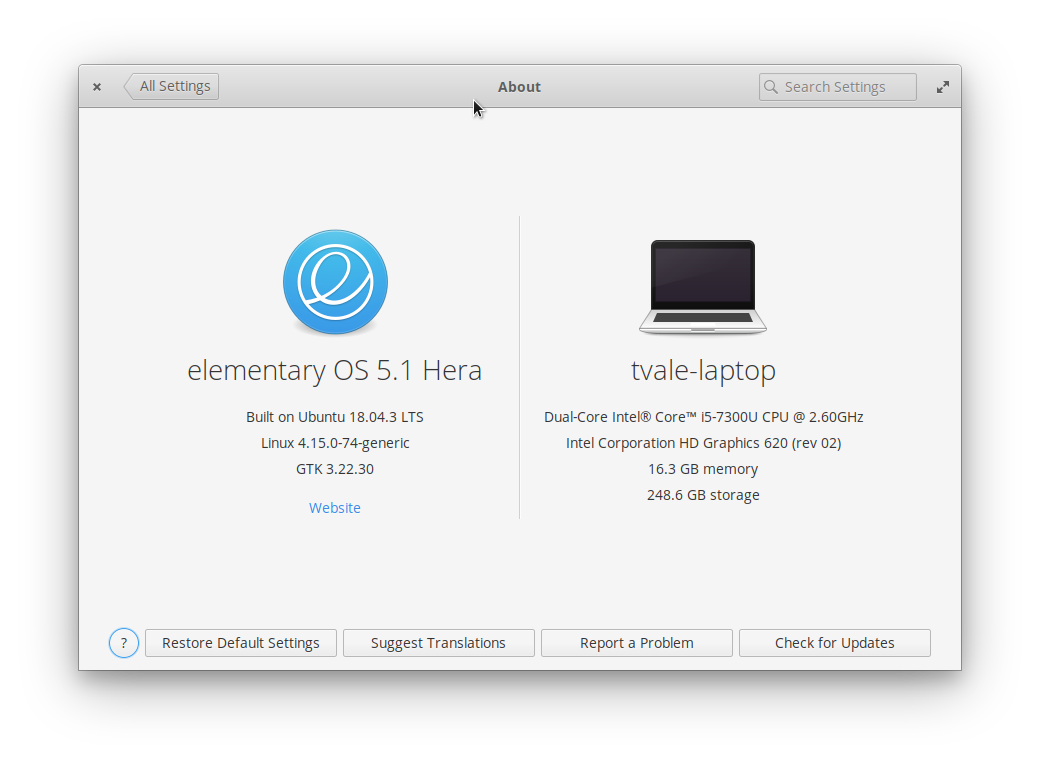 All Settings
About
Search Settings
elementary OS 5.1 Hera
Built on Ubuntu 18.04.3 LTS
Linux 4.15.0-74-generic
GTK 3.22.30
Website
tvale-laptop
Dual-Core Intel® Core™ i5-7300U CPU @ 2.60GHz
Intel Corporation HD Graphics 620 (rev 02)
16.3 GB memory
248.6 GB storage
?
Restore Default Settings
Suggest Translations
Report a Problem
Check for Updates